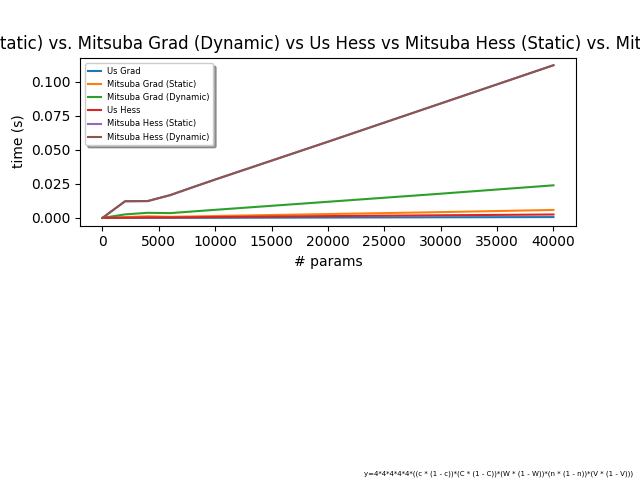 tatic) vs. Mitsuba Grad (Dynamic) vs Us Hess vs Mitsuba Hess (Static) vs. Mit
0.100
0.075
0.050
0.025
0.000
time (s)
Us Grad
Mitsuba Grad (Static)
Mitsuba Grad (Dynamic)
Us Hess
Mitsuba Hess (Static)
Mitsuba Hess (Dynamic)
0 5000 10000 15000 20000 25000 30000 35000 40000
# params
y=4*4*4*4*4*((c * (1 - c))*(C * (1 - C))*(W * (1 - W))*(n * (1 - n))*(V * (1 - V)))